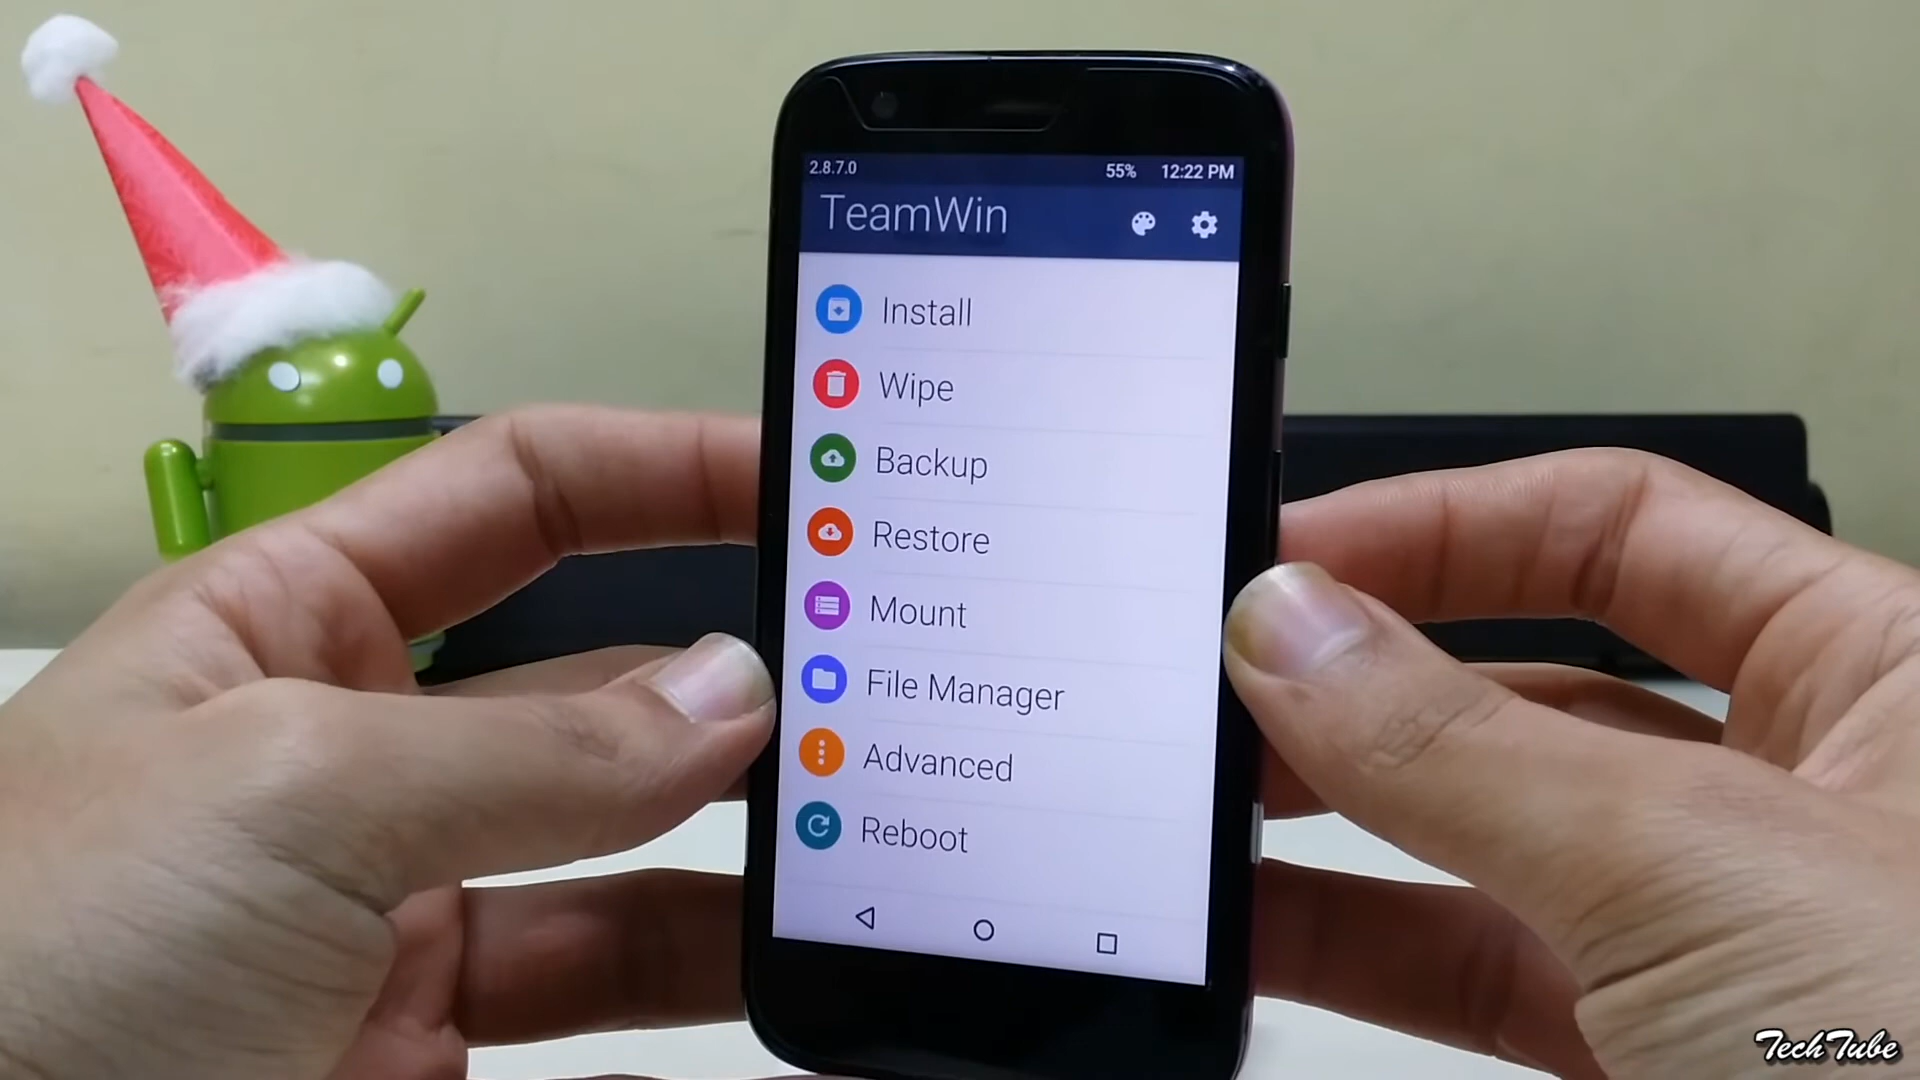 2.8.7.0 55% 12:22 PM
TeamWin
Install
Wipe
Backup
Restore
Mount
File Manager
Advanced
Reboot
TechTube